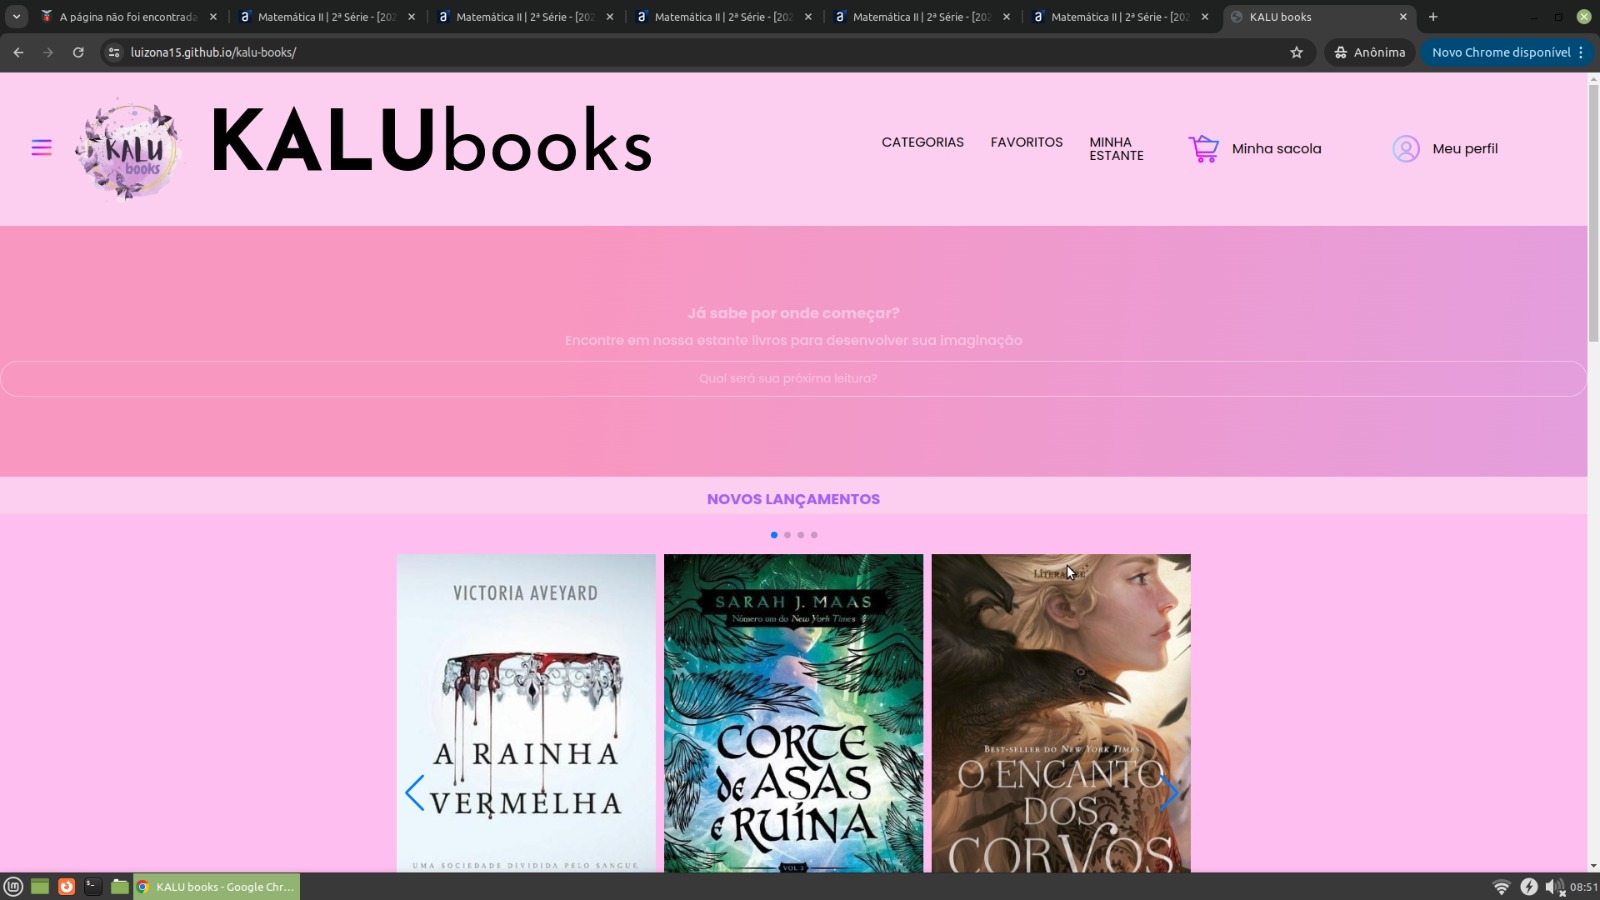 A página não foi encontrada
Matemática II | 2ª Série - [202
Matemática II | 2ª Série - [202
Matemática II | 2ª Série - [202
Matemática II | 2ª Série - [202
Matemática II | 2ª Série - [202
KALU books
luizona15.github.io/kalu-books/
Anônima
Novo Chrome disponível
KALU
books
KALUbooks
CATEGORIAS
FAVORITOS
MINHA
ESTANTE
Minha sacola
Meu perfil
Já sabe por onde começar?
Encontre em nossa estante livros para desenvolver sua imaginação
Qual será sua próxima leitura?
NOVOS LANÇAMENTOS
VICTORIA AVEYARD
A RAINHA
VERMELHA
UMA SOCIEDADE DIVIDIDA PELO SANGUE
SARAH J. MAAS
Número um do New York Times
CORTE
DE ASAS
E RUÍNA
VOL 3
BEST-SELLER DO NEW YORK TIMES
O ENCANTO
DOS
CORVOS
KALU books - Google Chr...
08:51